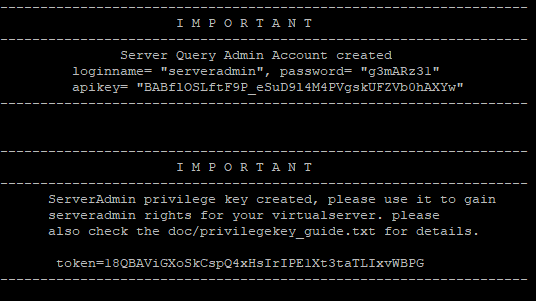 I M P O R T A N T
Server Query Admin Account created
loginname= "serveradmin", password= "g3mARz31"
apikey= "BABflOSLftF9P_eSuD9l4M4PVgskUFZVb0hAXYw"
I M P O R T A N T
ServerAdmin privilege key created, please use it to gain
serveradmin rights for your virtualserver. please
also check the doc/privilegekey_guide.txt for details.
token=18QBAViGXoSkCspQ4xHsIrIPElXt3taTLIxvWBPG